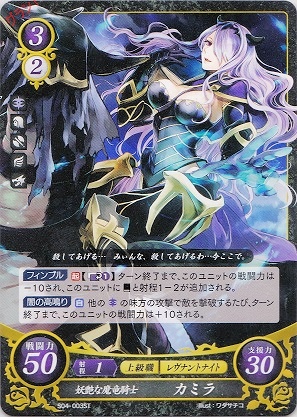 3
2
殺してあげる… みぃんな、殺してあげるわ…今ここで。
フィンブル 起 ターン終了まで、このユニットの戦闘力は
−10され、このユニットに と射程1−2が追加される。
闇の高鳴り 自 他の の味方の攻撃で敵を撃破するたび、ターン
終了まで、このユニットの戦闘力は＋10される。
戦闘力
50
射程
1
上級職
レヴナントナイト
支援力
30
妖艶な魔竜騎士
カミラ
S04-003ST
Illust：ワダサチコ